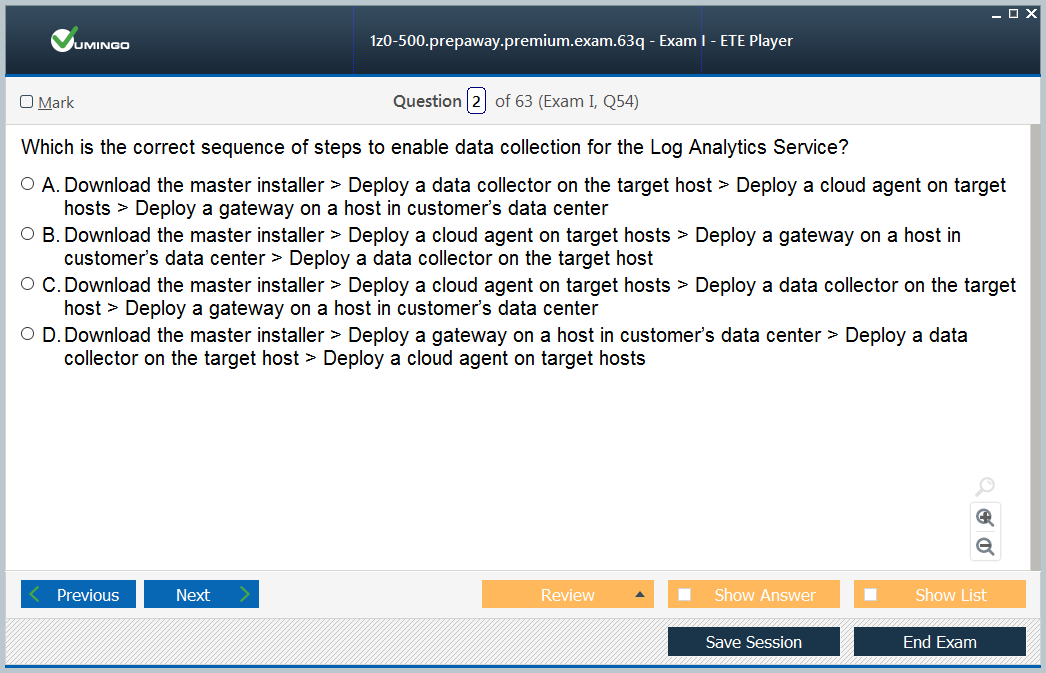 VUMINGO
1z0-500.prepaway.premium.exam.63q - Exam I - ETE Player
Mark
Question 2 of 63 (Exam I, Q54)
Which is the correct sequence of steps to enable data collection for the Log Analytics Service?
A. Download the master installer > Deploy a data collector on the target host > Deploy a cloud agent on target
hosts > Deploy a gateway on a host in customer’s data center
B. Download the master installer > Deploy a cloud agent on target hosts > Deploy a gateway on a host in
customer’s data center > Deploy a data collector on the target host
C. Download the master installer > Deploy a cloud agent on target hosts > Deploy a data collector on the target
host > Deploy a gateway on a host in customer’s data center
D. Download the master installer > Deploy a gateway on a host in customer’s data center > Deploy a data
collector on the target host > Deploy a cloud agent on target hosts
Previous
Next
Review
Show Answer
Show List
Save Session
End Exam